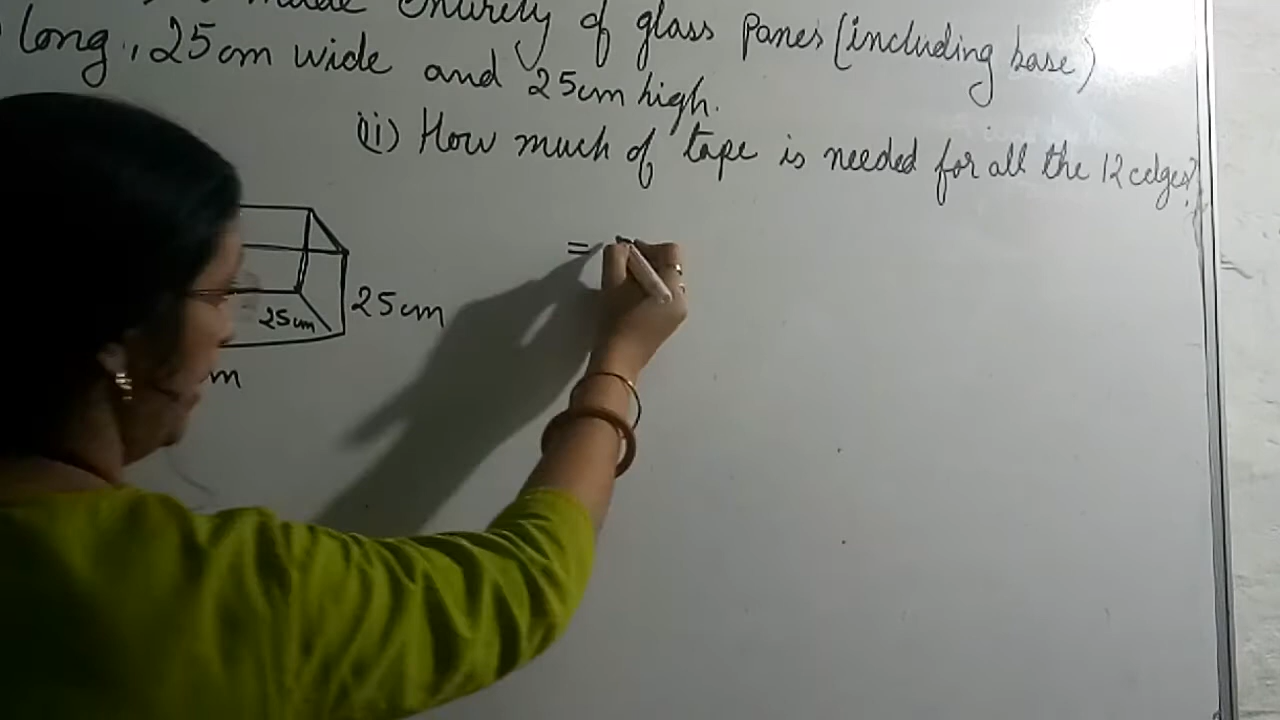 made entirely of glass panes (including base)
long, 25cm wide and 25cm high.
(ii) How much of tape is needed for all the 12 edges?
=
25cm
25cm
m